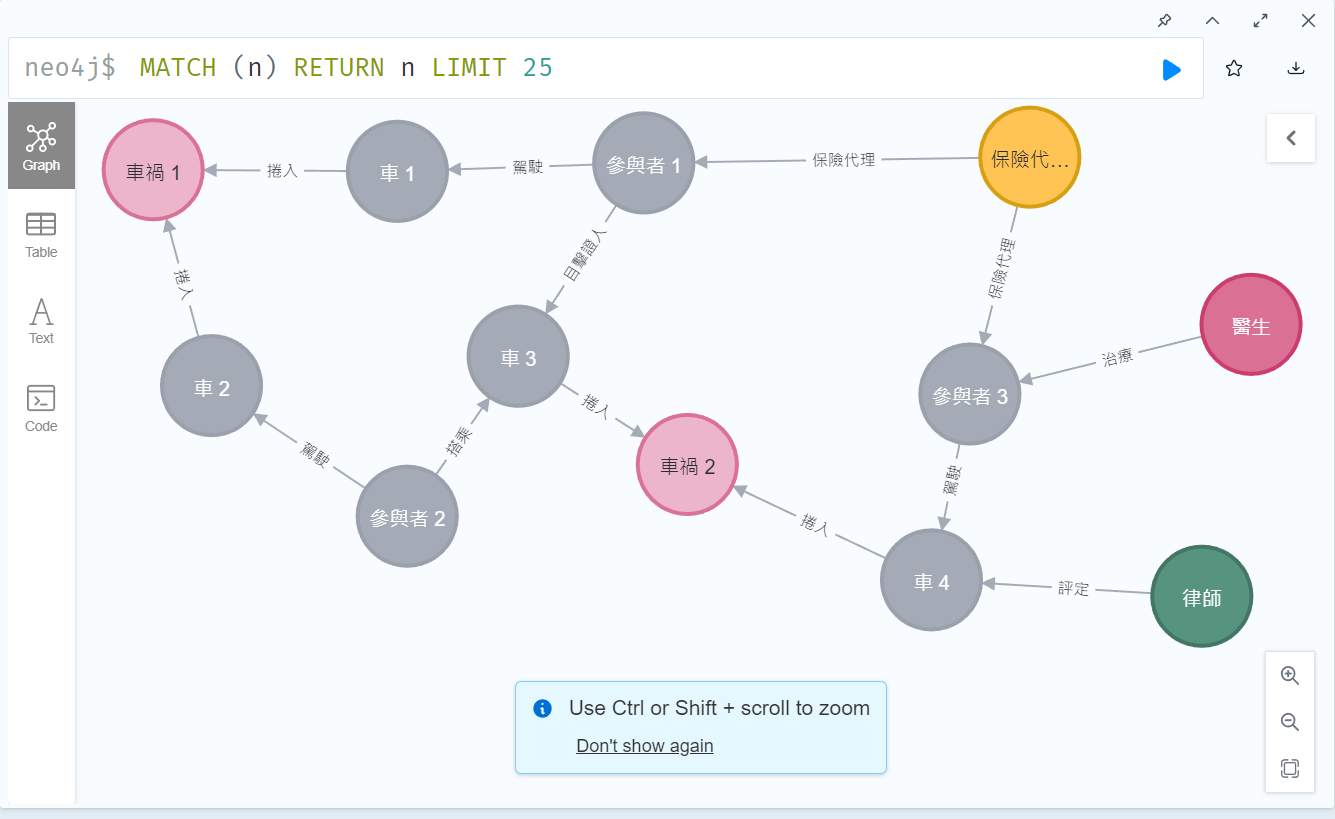 neo4j$ MATCH (n) RETURN n LIMIT 25
Graph
Table
Text
Code
車禍 1
捲入
車 1
駕駛
參與者 1
保險代理
保險代...
目擊證人
保險代理
捲入
醫生
車 3
治療
車 2
參與者 3
捲入
駕駛
搭乘
車禍 2
駕駛
參與者 2
捲入
車 4
評定
律師
Use Ctrl or Shift + scroll to zoom
Don't show again